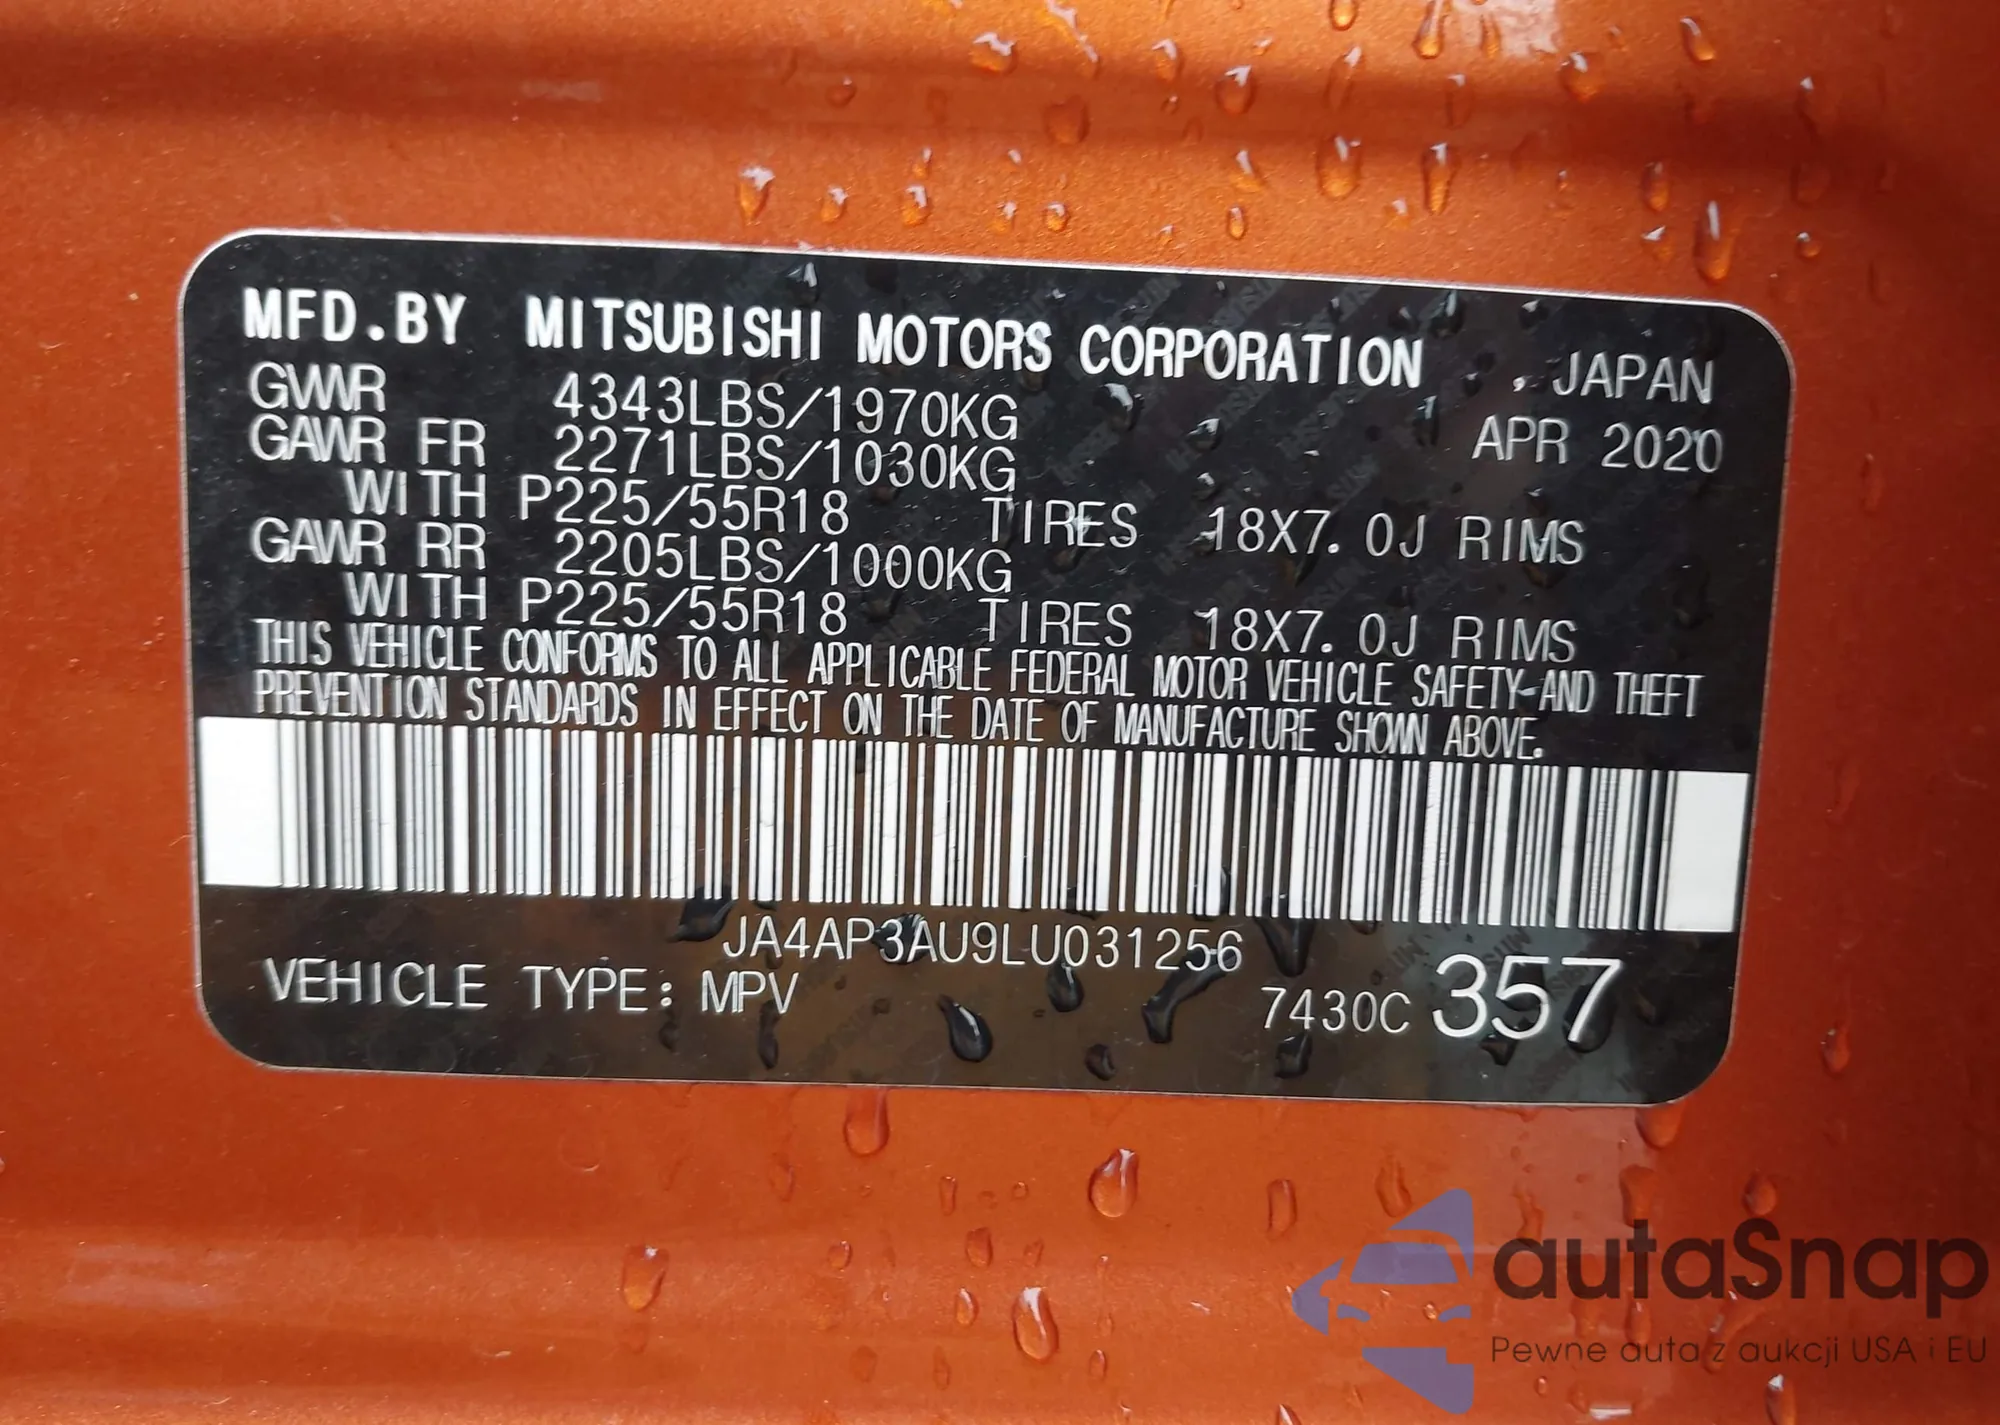 MFD.BY MITSUBISHI MOTORS CORPORATION , JAPAN
GVWR 4343LBS/1970KG APR 2020
GAWR FR 2271LBS/1030KG
WITH P225/55R18 TIRES 18X7.0J RIMS
GAWR RR 2205LBS/1000KG
WITH P225/55R18 TIRES 18X7.0J RIMS
THIS VEHICLE CONFORMS TO ALL APPLICABLE FEDERAL MOTOR VEHICLE SAFETY AND THEFT
PREVENTION STANDARDS IN EFFECT ON THE DATE OF MANUFACTURE SHOWN ABOVE.
JA4AP3AU9LU031256
VEHICLE TYPE: MPV 7430C 357
autaSnap
Pewne auta z aukcji USA i EU